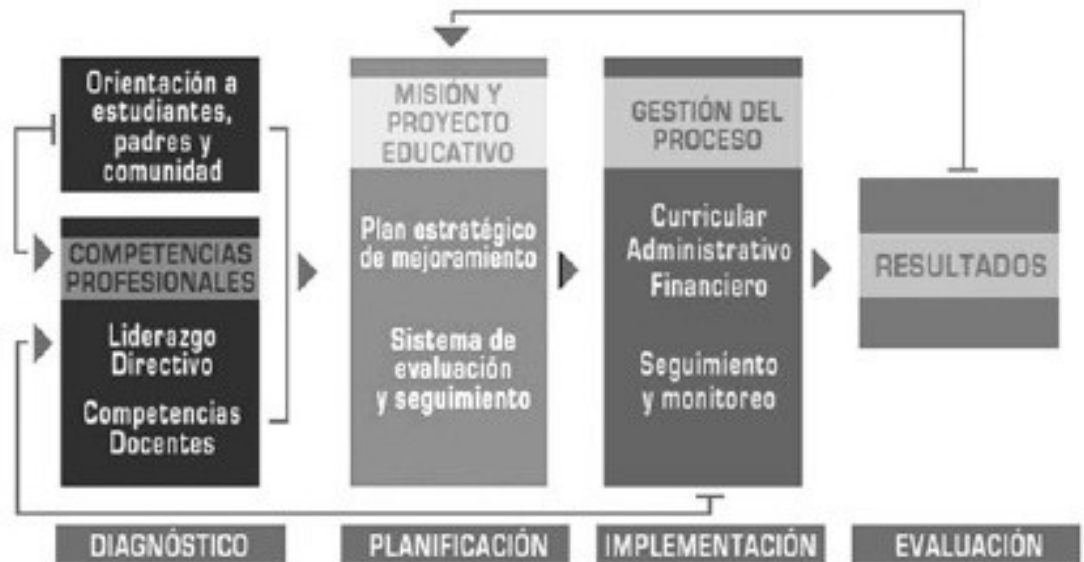 Orientación a
estudiantes,
padres y
comunidad
COMPETENCIAS
PROFESIONALES
Liderazgo
Directivo
Competencias
Docentes
MISIÓN Y
PROYECTO
EDUCATIVO
Plan estratégico
de mejoramiento
Sistema de
evaluación
y seguimiento
GESTIÓN DEL
PROCESO
Curricular
Administrativo
Financiero
Seguimiento
y monitoreo
RESULTADOS
DIAGNÓSTICO
PLANIFICACIÓN
IMPLEMENTACIÓN
EVALUACIÓN